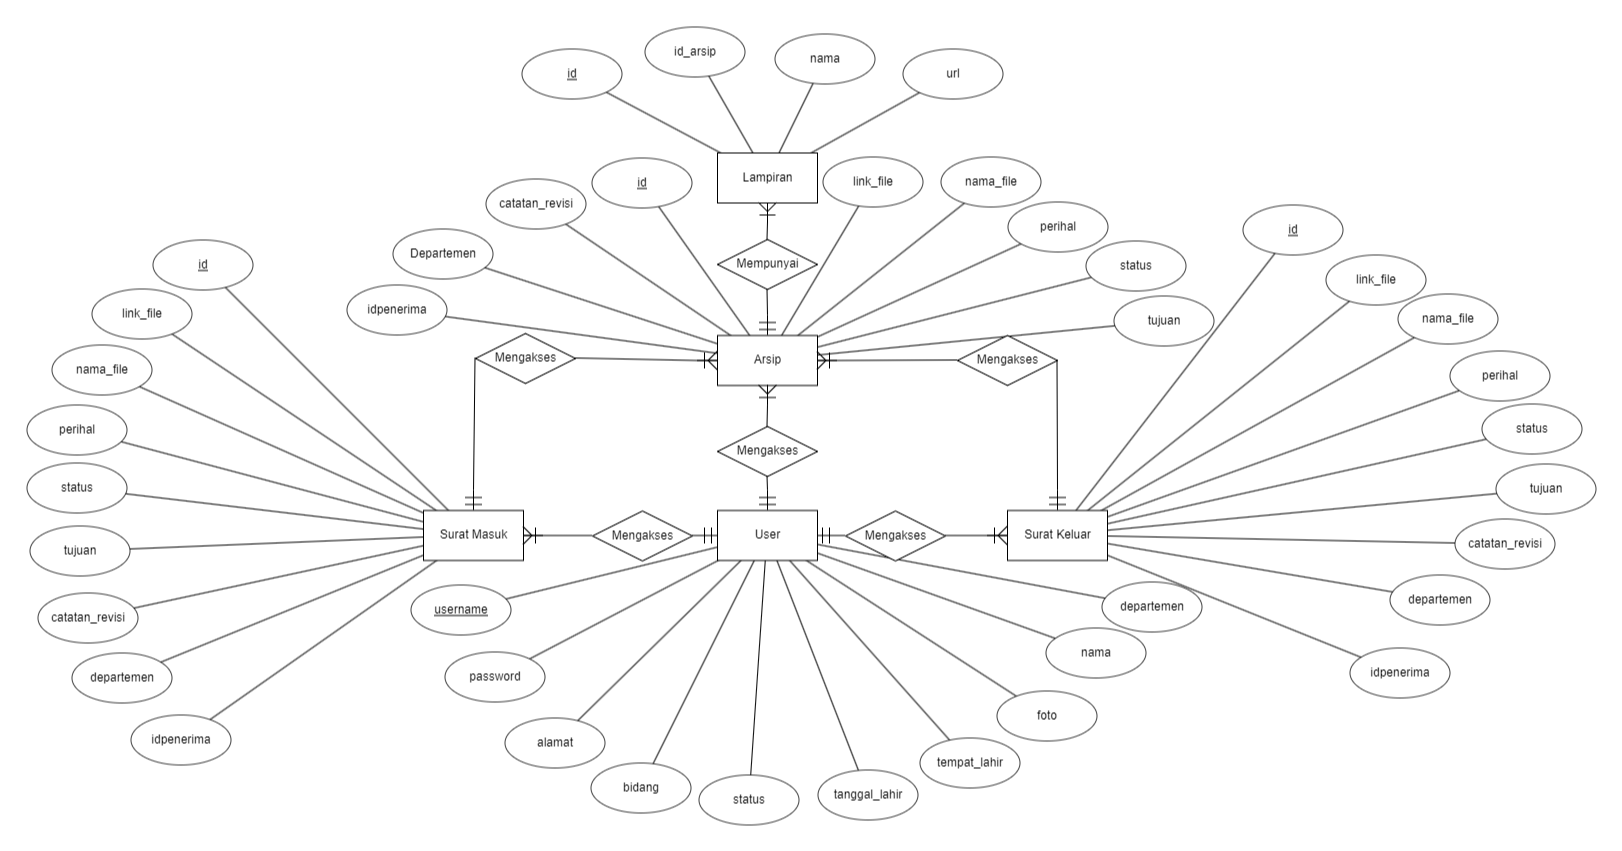 id
id_arsip
nama
url
Lampiran
Mempunyai
id
catatan_revisi
Departemen
idpenerima
link_file
nama_file
perihal
status
tujuan
Mengakses
Arsip
Mengakses
Mengakses
id
link_file
nama_file
perihal
status
tujuan
catatan_revisi
departemen
idpenerima
Surat Masuk
Mengakses
User
Mengakses
Surat Keluar
id
link_file
nama_file
perihal
status
tujuan
catatan_revisi
departemen
idpenerima
username
password
alamat
bidang
status
tanggal_lahir
tempat_lahir
foto
nama
departemen